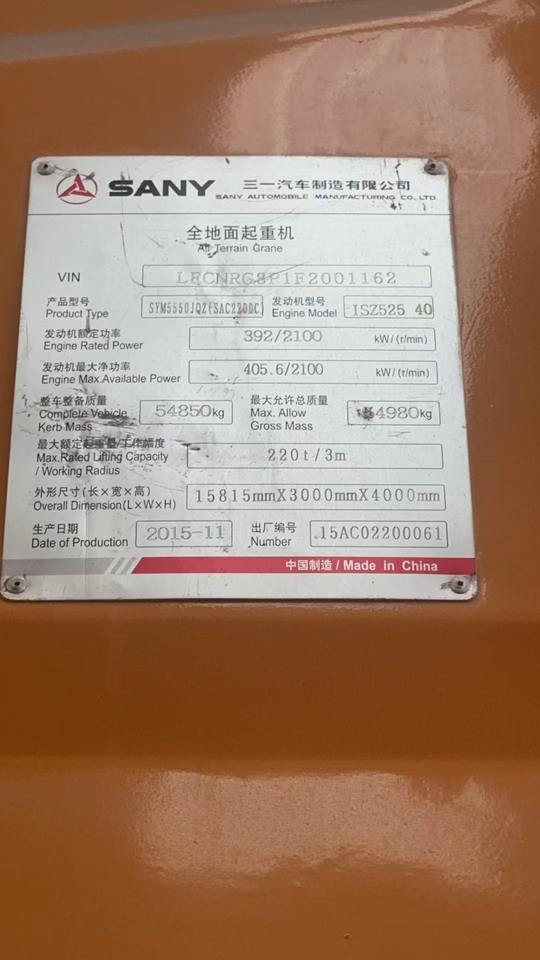 SANY 三一汽车制造有限公司
SANY AUTOMOBILE MANUFACTURING CO., LTD
全地面起重机
All Terrain Crane
VIN LFCNRG8P1F2001162
产品型号 SYM5550JQZ(SAC2200C) 发动机型号 ISZ525 40
Product Type Engine Model
发动机额定功率 392/2100 kW/(r/min)
Engine Rated Power
发动机最大净功率 405.6/2100 kW/(r/min)
Engine Max.Available Power
整车整备质量 54850kg 最大允许总质量
Complete Vehicle Max. Allow
Kerb Mass Gross Mass
最大额定起重量/工作幅度 220t/3m
Max.Rated Lifting Capacity
/ Working Radius
外形尺寸(长×宽×高) 15815mmX3000mmX4000mm
Overall Dimension(L×W×H)
生产日期 2015-11 出厂编号 15AC02200061
Date of Production Number
中国制造 / Made in China